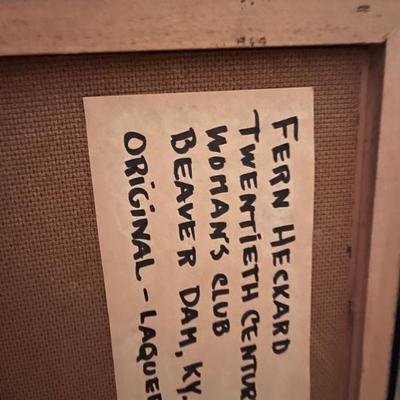 FERN HECKARD
TWENTIETH CENTUR
WOMAN'S CLUB
BEAVER DAM, KY.
ORIGINAL - LAQUE